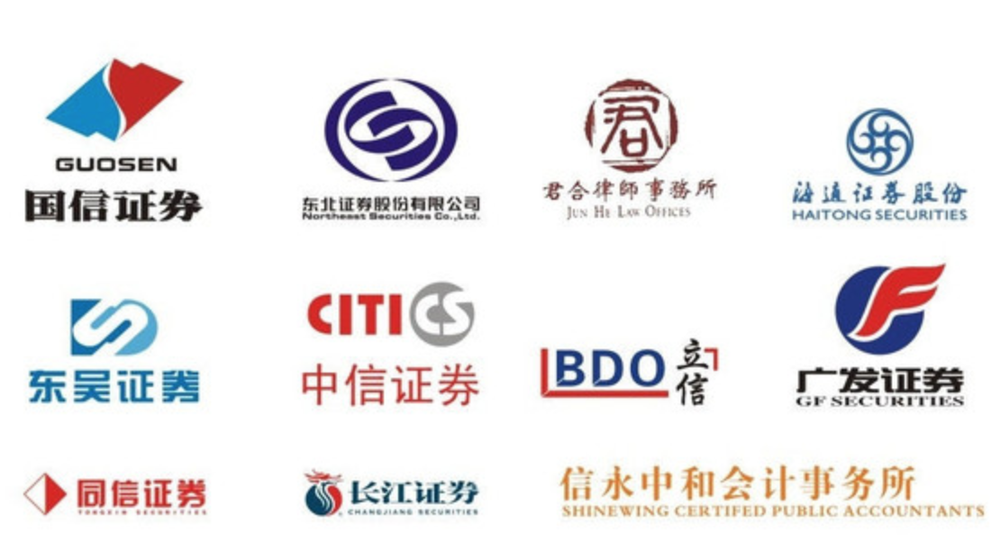 GUOSEN
国信证券
东北证券股份有限公司
Northeast Securities Co.,Ltd.
君
君合律師事務所
JUN HE LAW OFFICES
海通证券股份
HAITONG SECURITIES
东吴证券
CITICS
中信证券
BDO 立信
广发证券
GF SECURITIES
同信证券
TONGXIN SECURITIES
长江证券
CHANGJIANG SECURITIES
信永中和会计事务所
SHINEWING CERTIFED PUBLIC ACCOUNTANTS